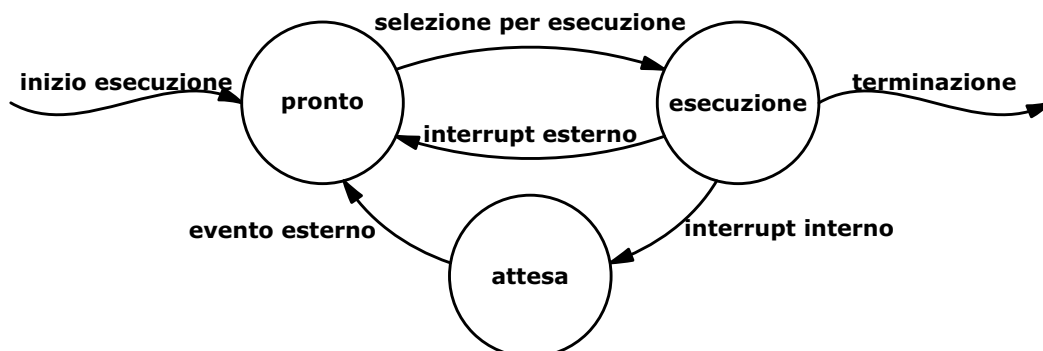 selezione per esecuzione
inizio esecuzione
terminazione
pronto
esecuzione
interrupt esterno
evento esterno
interrupt interno
attesa